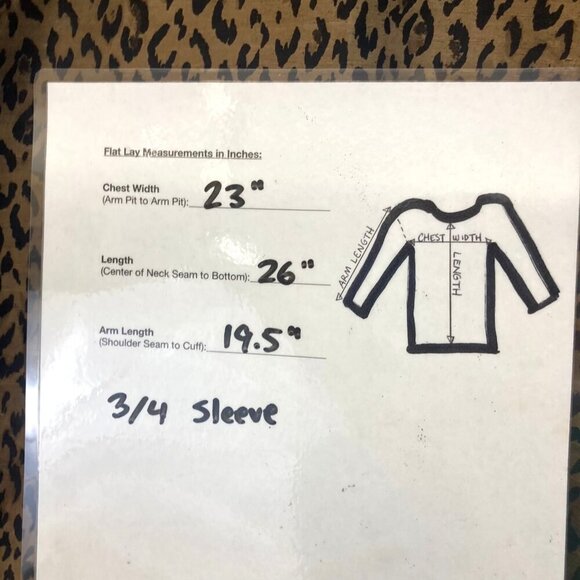 Flat Lay Measurements in Inches:
Chest Width
(Arm Pit to Arm Pit): 23"
Length
(Center of Neck Seam to Bottom): 26"
Arm Length
(Shoulder Seam to Cuff): 19.5"
3/4 Sleeve
ARM LENGTH
CHEST WIDTH
LENGTH